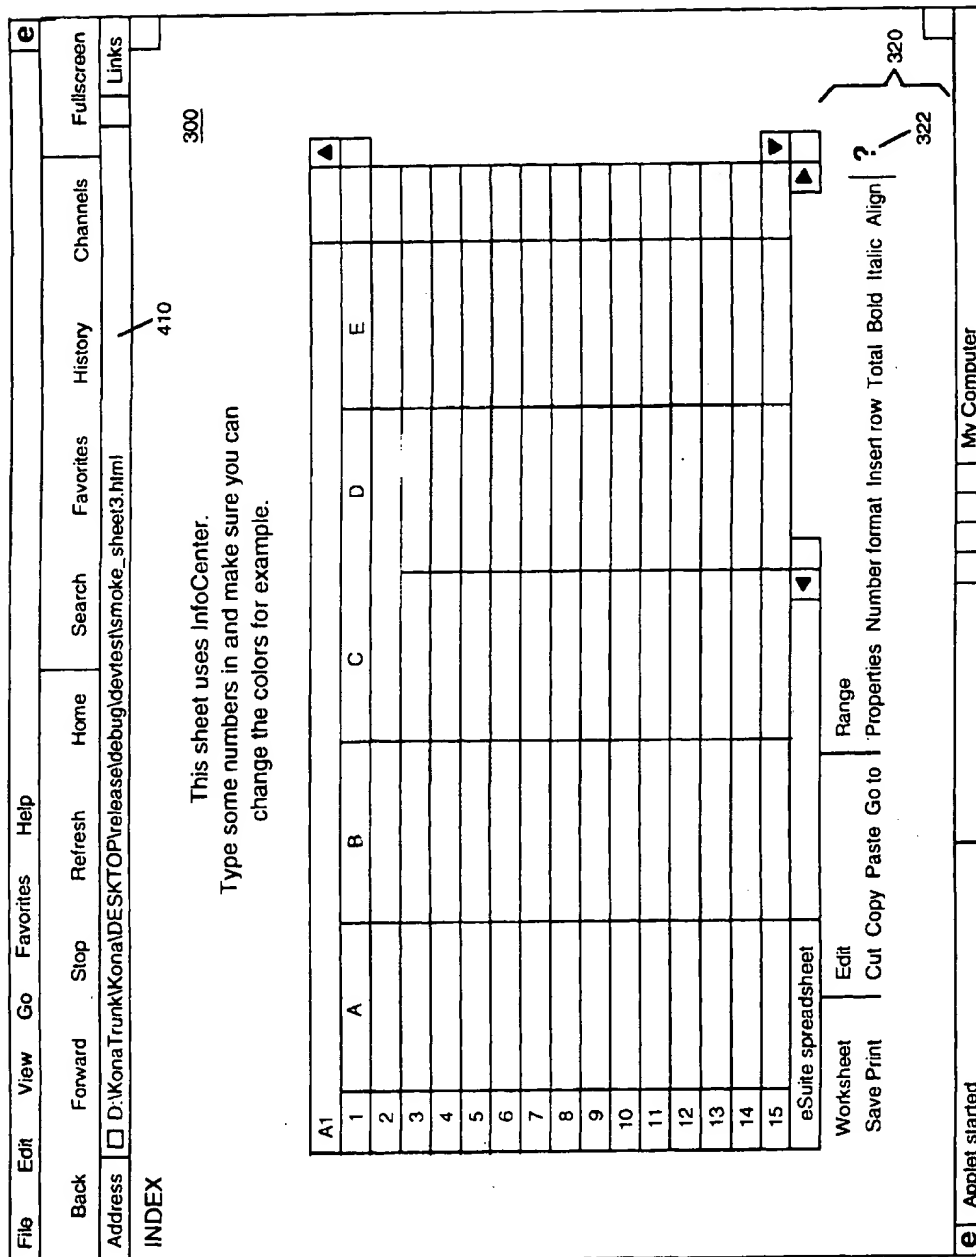 File Edit View Go Favorites Help e
Back Forward Stop Refresh Home Search Favorites History Channels Fullscreen
Address D:\KonaTrunk\Kona\DESKTOP\release\debug\devtest\smoke_sheet3.html Links
410
INDEX
300
This sheet uses InfoCenter.
Type some numbers in and make sure you can
change the colors for example.
A1
1 A B C D E
2
3
4
5
6
7
8
9
10
11
12
13
14
15
eSuite spreadsheet
Worksheet Edit Range
Save Print Cut Copy Paste Go to Properties Number format Insert row Total Bold Italic Align ?
320
322
e Applet started My Computer